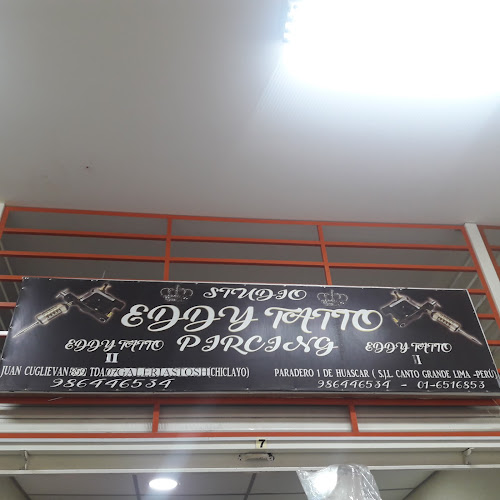 STUDIO
EDDY TATTO
PIRCING
EDDY TATTO
II
EDDY TATTO
I
JUAN CUGLIEVAN TDA GALERIASTOSHI (CHICLAYO)
986446534
PARADERO 1 DE HUASCAR ( SJL CANTO GRANDE LIMA -PERU)
986446534 - 01-6516853
7